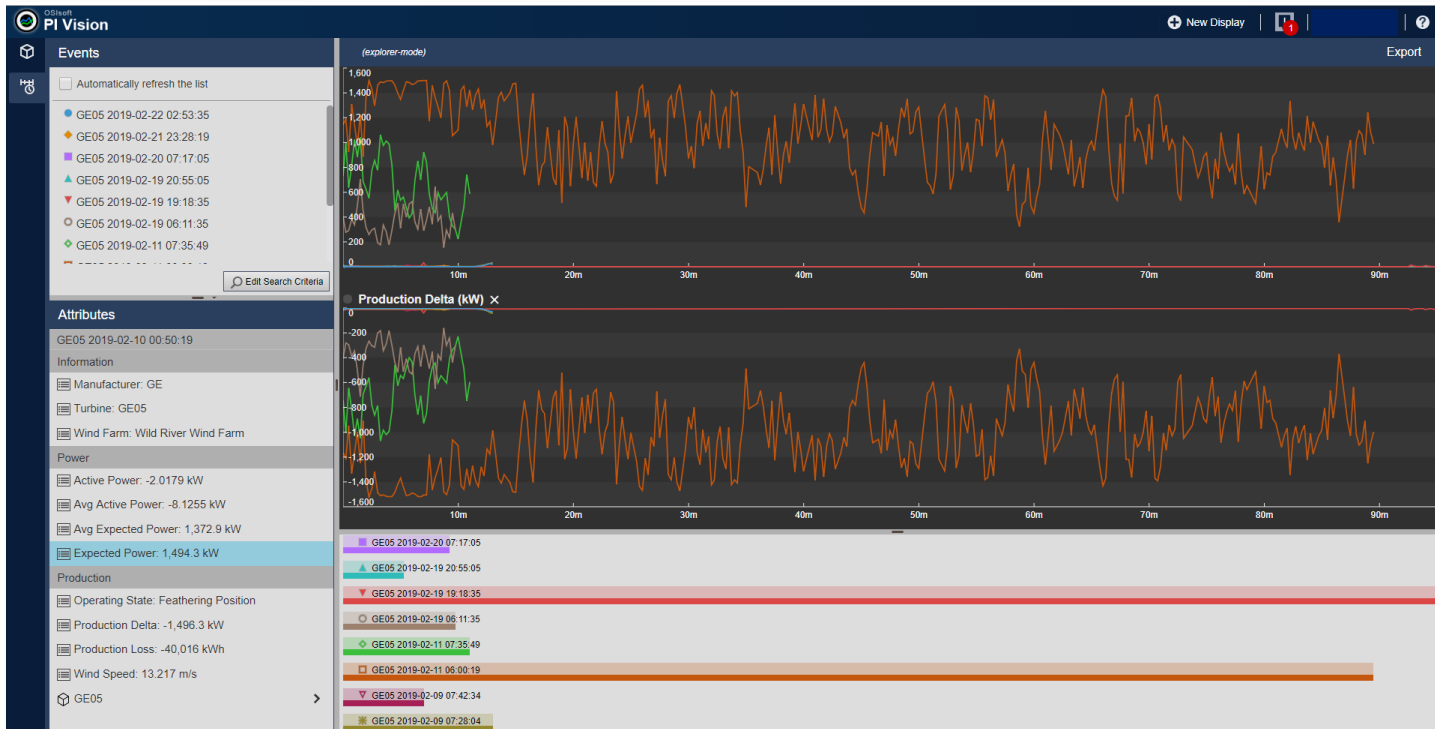 OSIsoft
PI Vision
New Display
1
?
Events
Automatically refresh the list
GE05 2019-02-22 02:53:35
GE05 2019-02-21 23:28:19
GE05 2019-02-20 07:17:05
GE05 2019-02-19 20:55:05
GE05 2019-02-19 19:18:35
GE05 2019-02-19 06:11:35
GE05 2019-02-11 07:35:49
Edit Search Criteria
Attributes
GE05 2019-02-10 00:50:19
Information
Manufacturer: GE
Turbine: GE05
Wind Farm: Wild River Wind Farm
Power
Active Power: -2.0179 kW
Avg Active Power: -8.1255 kW
Avg Expected Power: 1,372.9 kW
Expected Power: 1,494.3 kW
Production
Operating State: Feathering Position
Production Delta: -1,496.3 kW
Production Loss: -40,016 kWh
Wind Speed: 13.217 m/s
GE05
(explorer-mode)
Export
1,600
1,400
1,200
1,000
800
600
400
200
0
10m 20m 30m 40m 50m 60m 70m 80m 90m
Production Delta (kW)
0
-200
-400
-600
-800
-1,000
-1,200
-1,400
-1,600
10m 20m 30m 40m 50m 60m 70m 80m 90m
GE05 2019-02-20 07:17:05
GE05 2019-02-19 20:55:05
GE05 2019-02-19 19:18:35
GE05 2019-02-19 06:11:35
GE05 2019-02-11 07:35:49
GE05 2019-02-11 06:00:19
GE05 2019-02-09 07:42:34
GE05 2019-02-09 07:28:04